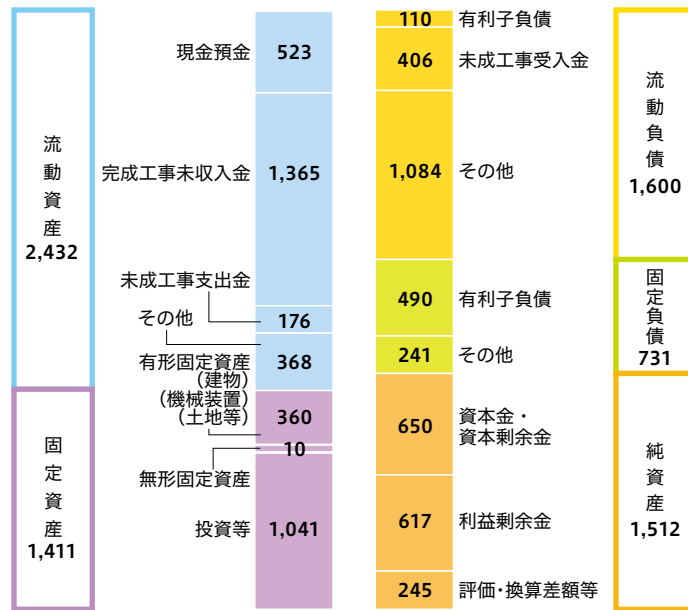 流動資産
2,432
固定資産
1,411
現金預金
523
完成工事未収入金
1,365
未成工事支出金
176
その他
368
有形固定資産
（建物）
（機械装置）
（土地等）
360
10
無形固定資産
投資等
1,041
110
有利子負債
406
未成工事受入金
1,084
その他
490
有利子負債
241
その他
650
資本金・
資本剰余金
617
利益剰余金
245
評価・換算差額等
流動負債
1,600
固定負債
731
純資産
1,512